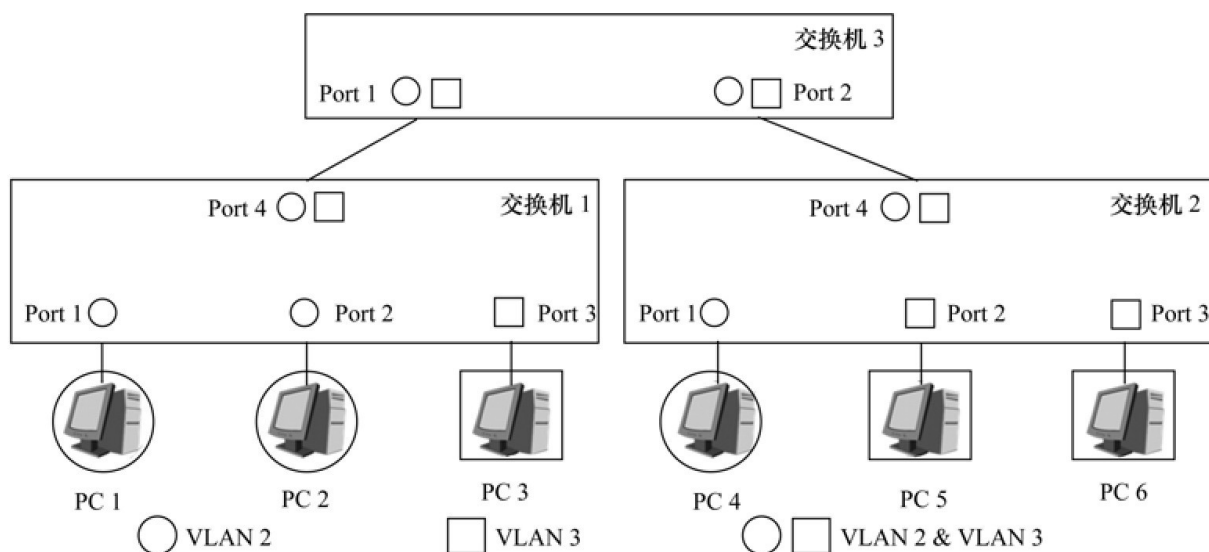 交换机 3
Port 1
Port 2
Port 4
交换机 1
Port 4
交换机 2
Port 1
Port 2
Port 3
Port 1
Port 2
Port 3
PC 1
PC 2
PC 3
PC 4
PC 5
PC 6
VLAN 2
VLAN 3
VLAN 2 & VLAN 3